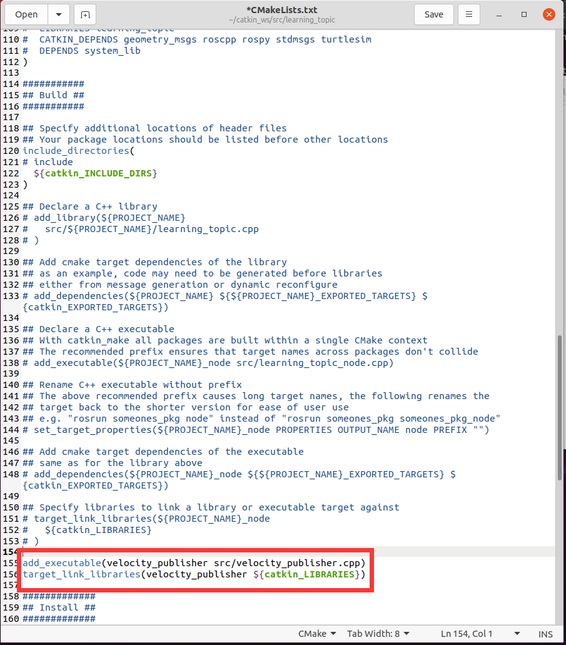 Open
*CMakeLists.txt
~/catkin_ws/src/learning_topic
Save
109 #  LIBRARIES learning_topic
110 #  CATKIN_DEPENDS geometry_msgs roscpp rospy stdmsgs turtlesim
111 #  DEPENDS system_lib
112 )
113
114 ###########
115 ## Build ##
116 ###########
117
118 ## Specify additional locations of header files
119 ## Your package locations should be listed before other locations
120 include_directories(
121 # include
122   ${catkin_INCLUDE_DIRS}
123 )
124
125 ## Declare a C++ library
126 # add_library(${PROJECT_NAME}
127 #   src/${PROJECT_NAME}/learning_topic.cpp
128 # )
129
130 ## Add cmake target dependencies of the library
131 ## as an example, code may need to be generated before libraries
132 ## either from message generation or dynamic reconfigure
133 # add_dependencies(${PROJECT_NAME} ${${PROJECT_NAME}_EXPORTED_TARGETS} $
{catkin_EXPORTED_TARGETS})
134
135 ## Declare a C++ executable
136 ## With catkin_make all packages are built within a single CMake context
137 ## The recommended prefix ensures that target names across packages don't collide
138 # add_executable(${PROJECT_NAME}_node src/learning_topic_node.cpp)
139
140 ## Rename C++ executable without prefix
141 ## The above recommended prefix causes long target names, the following renames the
142 ## target back to the shorter version for ease of user use
143 ## e.g. "rosrun someones_pkg node" instead of "rosrun someones_pkg someones_pkg_node"
144 # set_target_properties(${PROJECT_NAME}_node PROPERTIES OUTPUT_NAME node PREFIX "")
145
146 ## Add cmake target dependencies of the executable
147 ## same as for the library above
148 # add_dependencies(${PROJECT_NAME}_node ${${PROJECT_NAME}_EXPORTED_TARGETS} $
{catkin_EXPORTED_TARGETS})
149
150 ## Specify libraries to link a library or executable target against
151 # target_link_libraries(${PROJECT_NAME}_node
152 #   ${catkin_LIBRARIES}
153 # )
154
155 add_executable(velocity_publisher src/velocity_publisher.cpp)
156 target_link_libraries(velocity_publisher ${catkin_LIBRARIES})
157
158 #############
159 ## Install ##
160 #############
CMake
Tab Width: 8
Ln 154, Col 1
INS